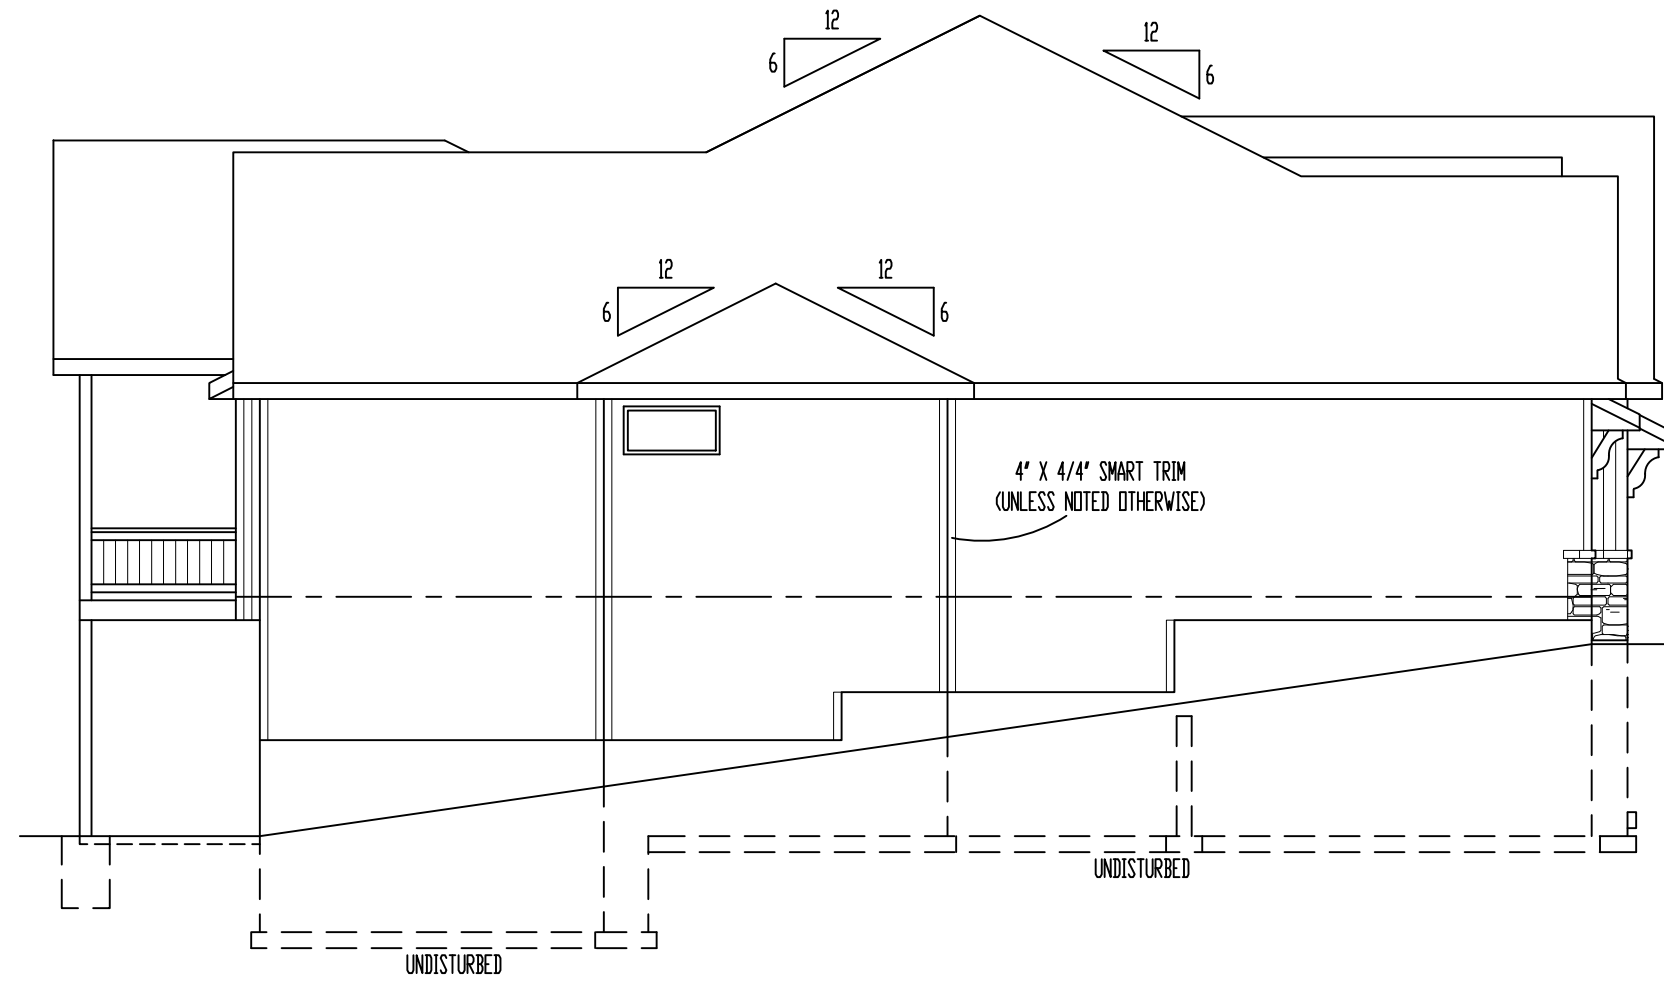 12
6
12
6
12
6
12
6
4" X 4/4" SMART TRIM
(UNLESS NOTED OTHERWISE)
UNDISTURBED
UNDISTURBED